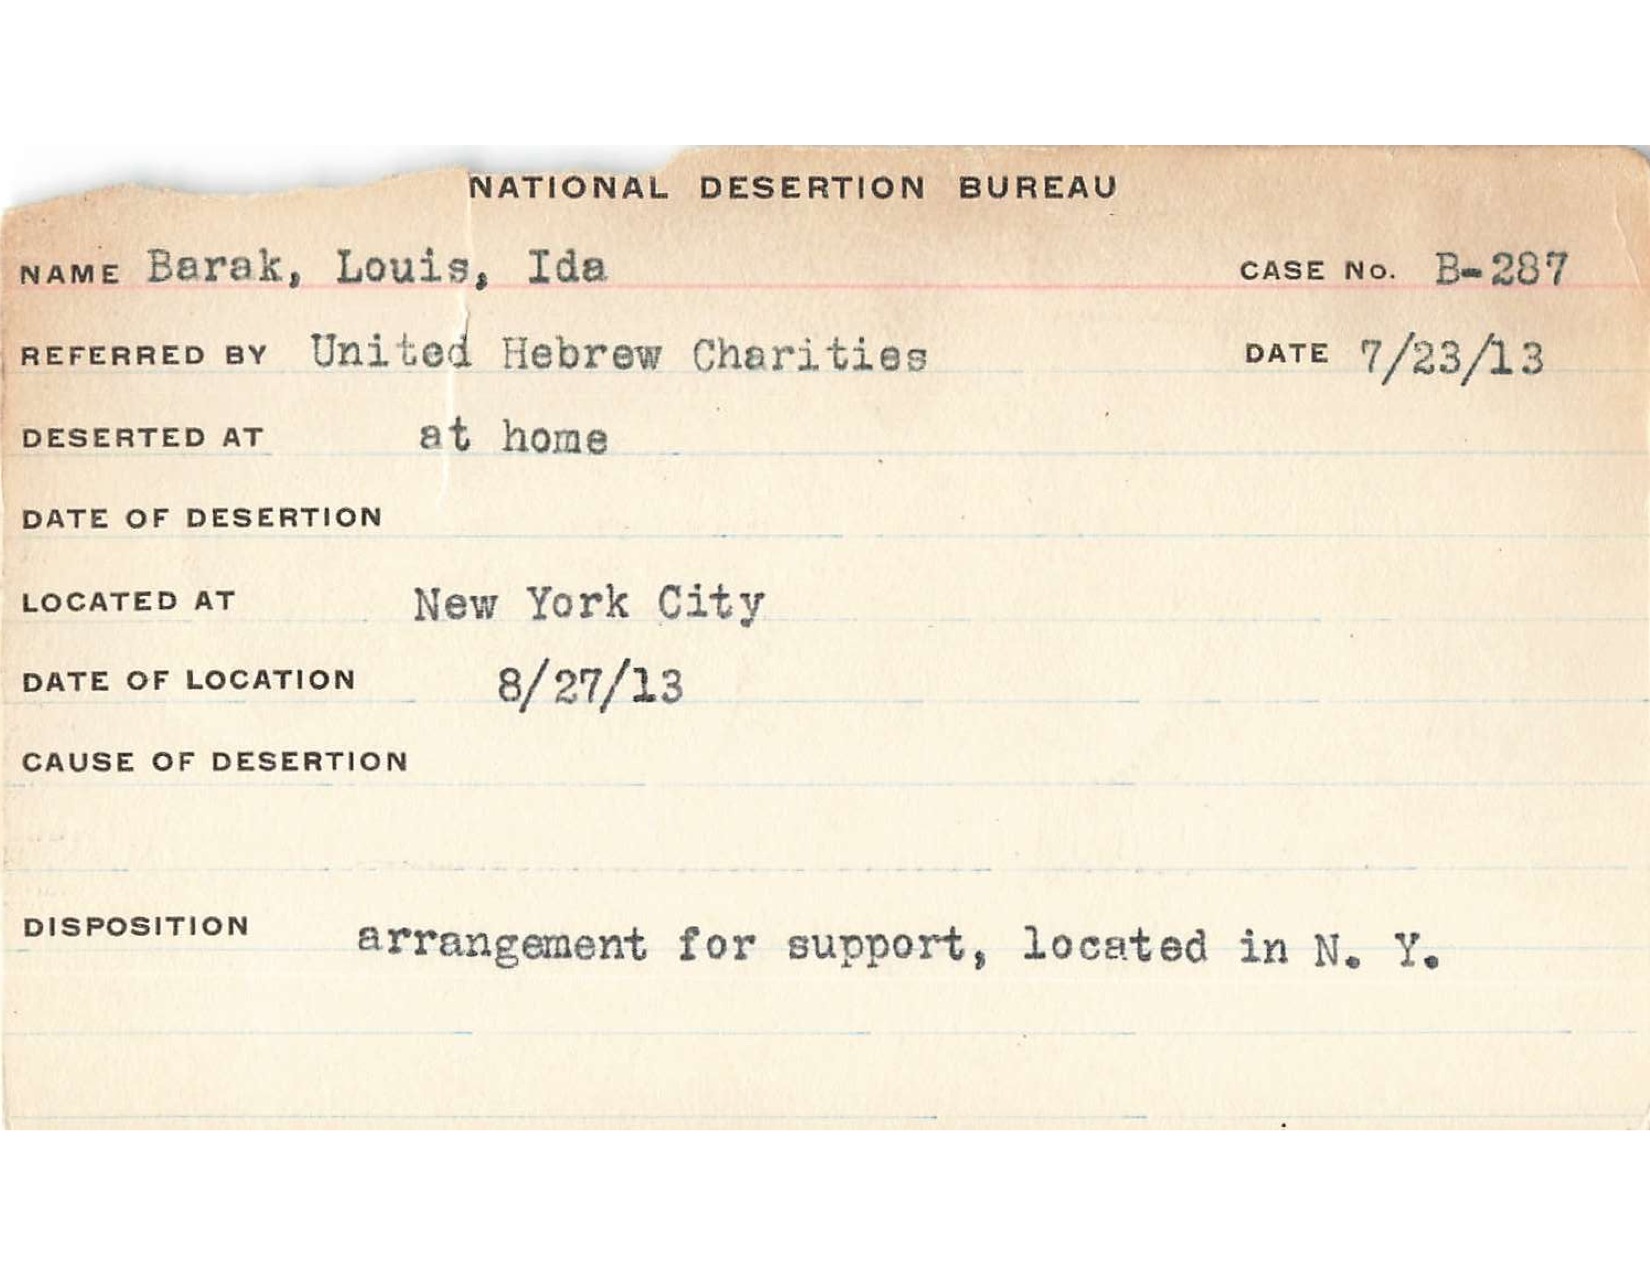 NATIONAL DESERTION BUREAU
NAME Barak, Louis, Ida CASE No. B-287
REFERRED BY United Hebrew Charities DATE 7/23/13
DESERTED AT at home
DATE OF DESERTION
LOCATED AT New York City
DATE OF LOCATION 8/27/13
CAUSE OF DESERTION
DISPOSITION arrangement for support, located in N. Y.